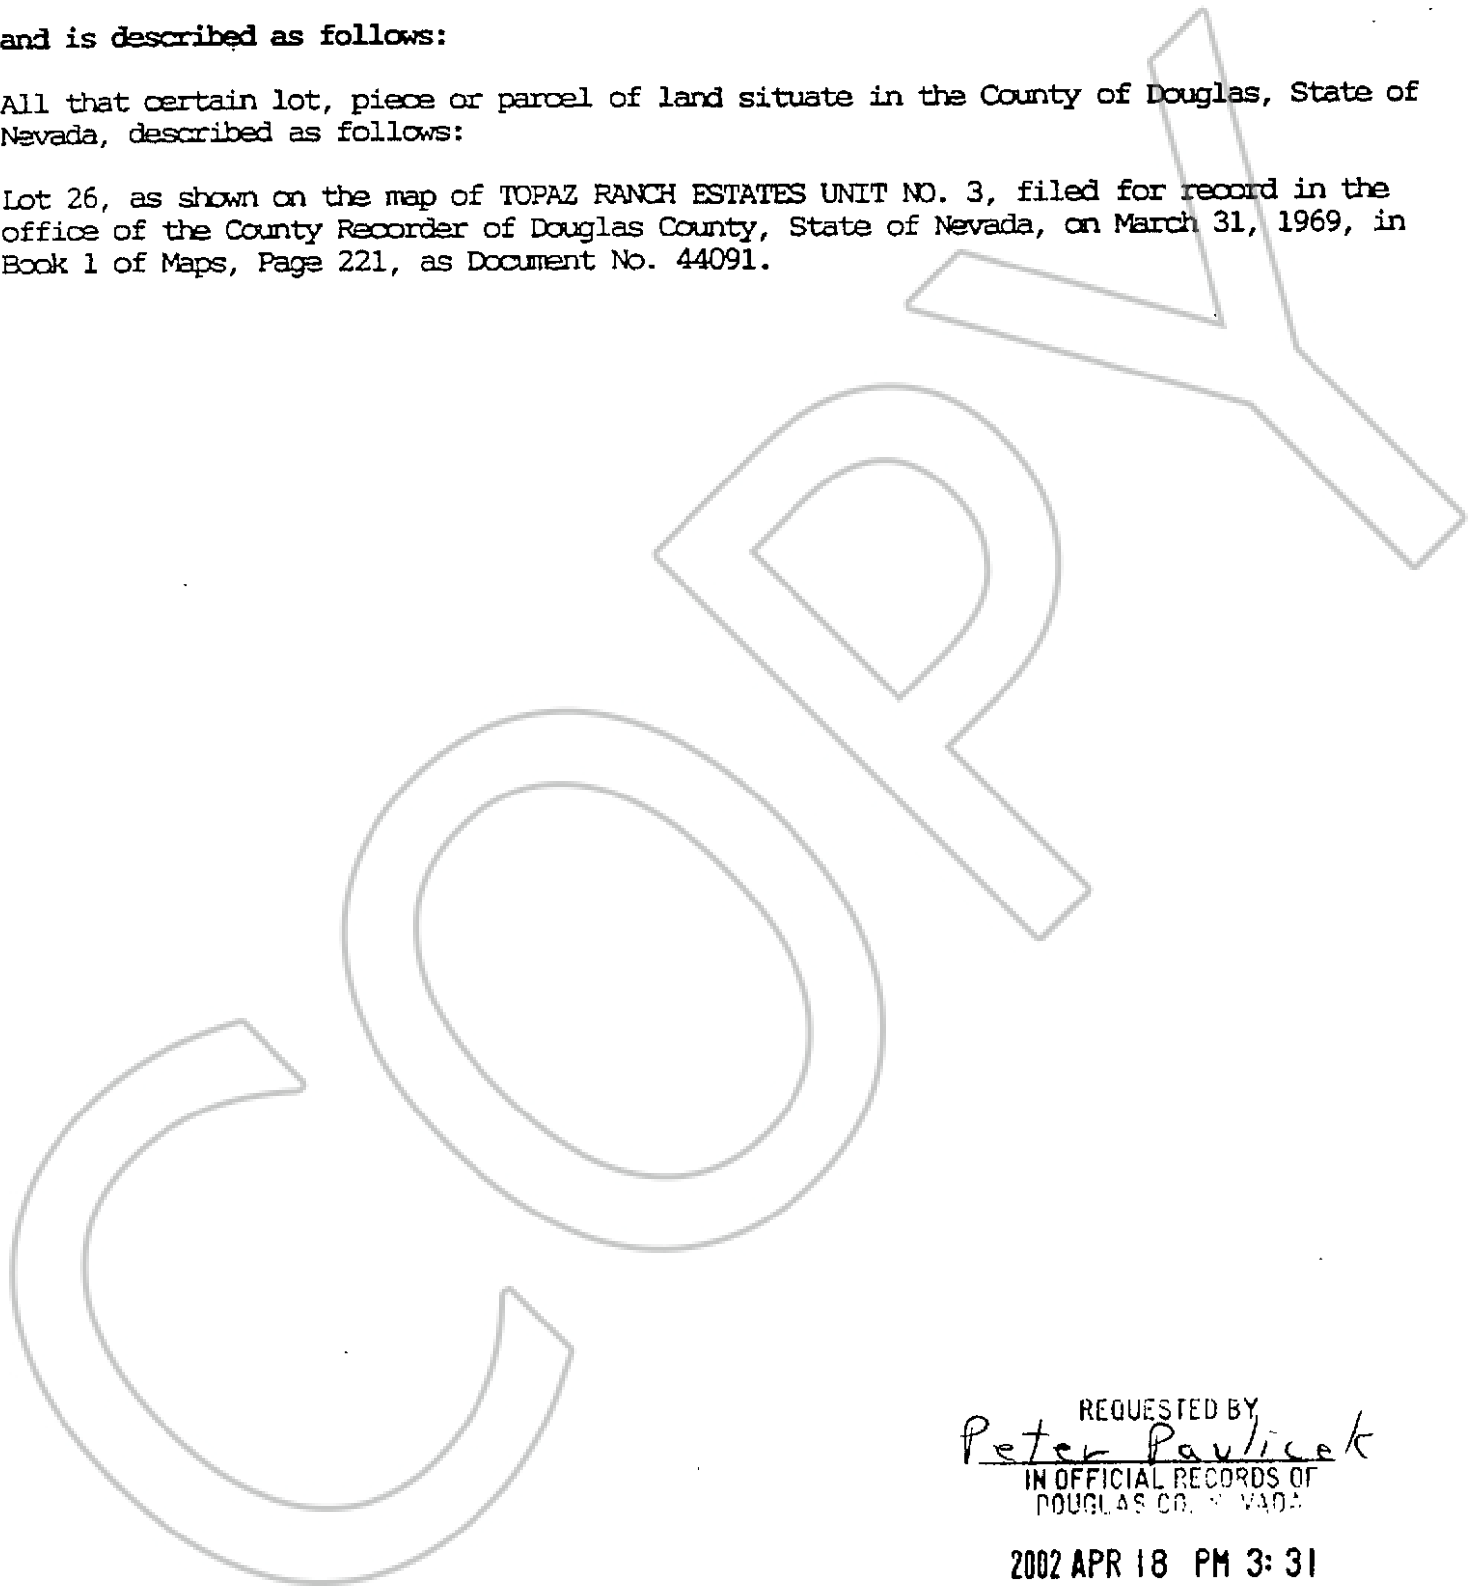 and is described as follows:
All that certain lot, piece or parcel of land situate in the County of Douglas, State of
Nevada, described as follows:
Lot 26, as shown on the map of TOPAZ RANCH ESTATES UNIT NO. 3, filed for record in the
office of the County Recorder of Douglas County, State of Nevada, on March 31, 1969, in
Book 1 of Maps, Page 221, as Document No. 44091.
COPY
REQUESTED BY
Peter Pavlicek
IN OFFICIAL RECORDS OF
DOUGLAS CO.
2002 APR 18 PM 3:31